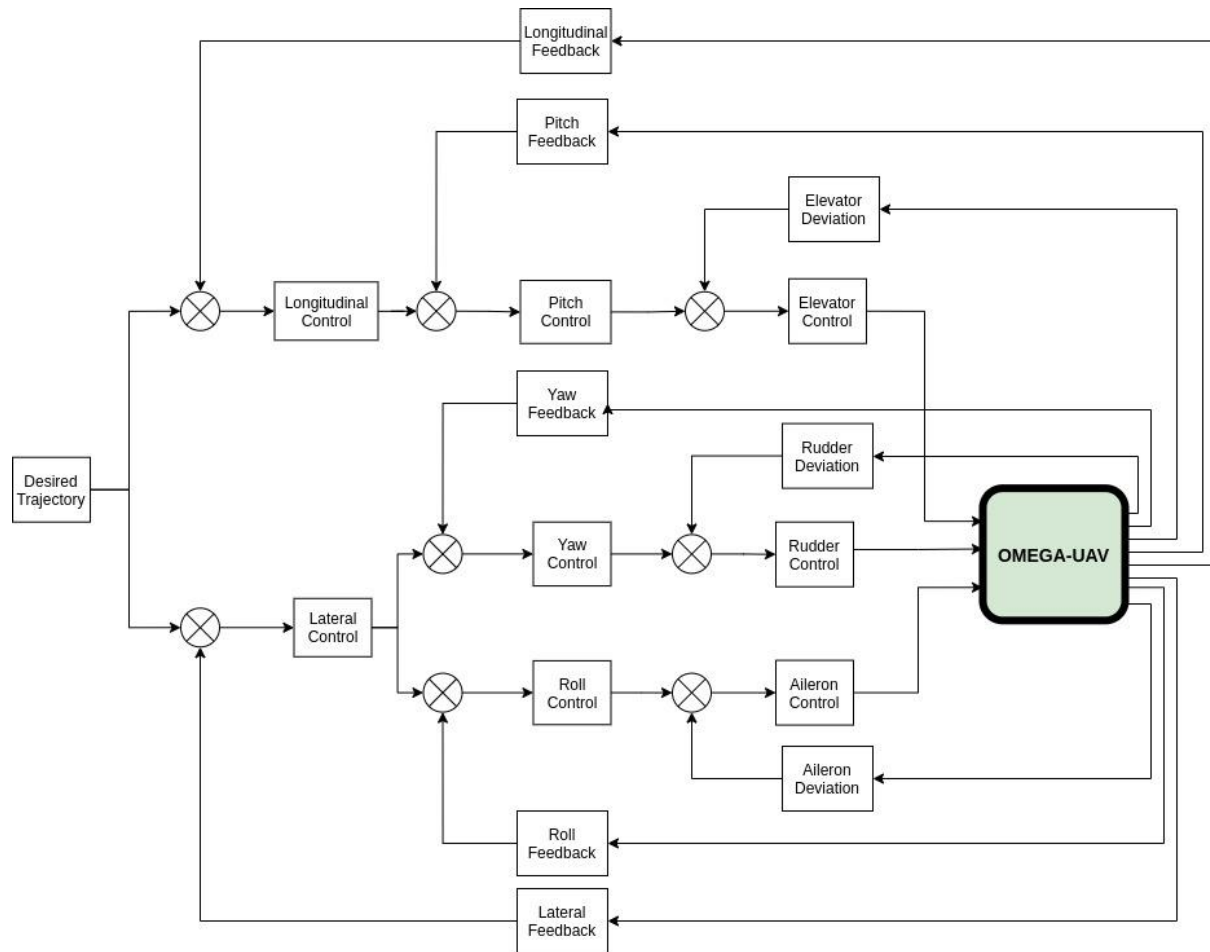 Longitudinal
Feedback
Pitch
Feedback
Elevator
Deviation
Longitudinal
Control
Pitch
Control
Elevator
Control
Yaw
Feedback
Rudder
Deviation
Desired
Trajectory
Yaw
Control
Rudder
Control
OMEGA-UAV
Lateral
Control
Roll
Control
Aileron
Control
Aileron
Deviation
Roll
Feedback
Lateral
Feedback